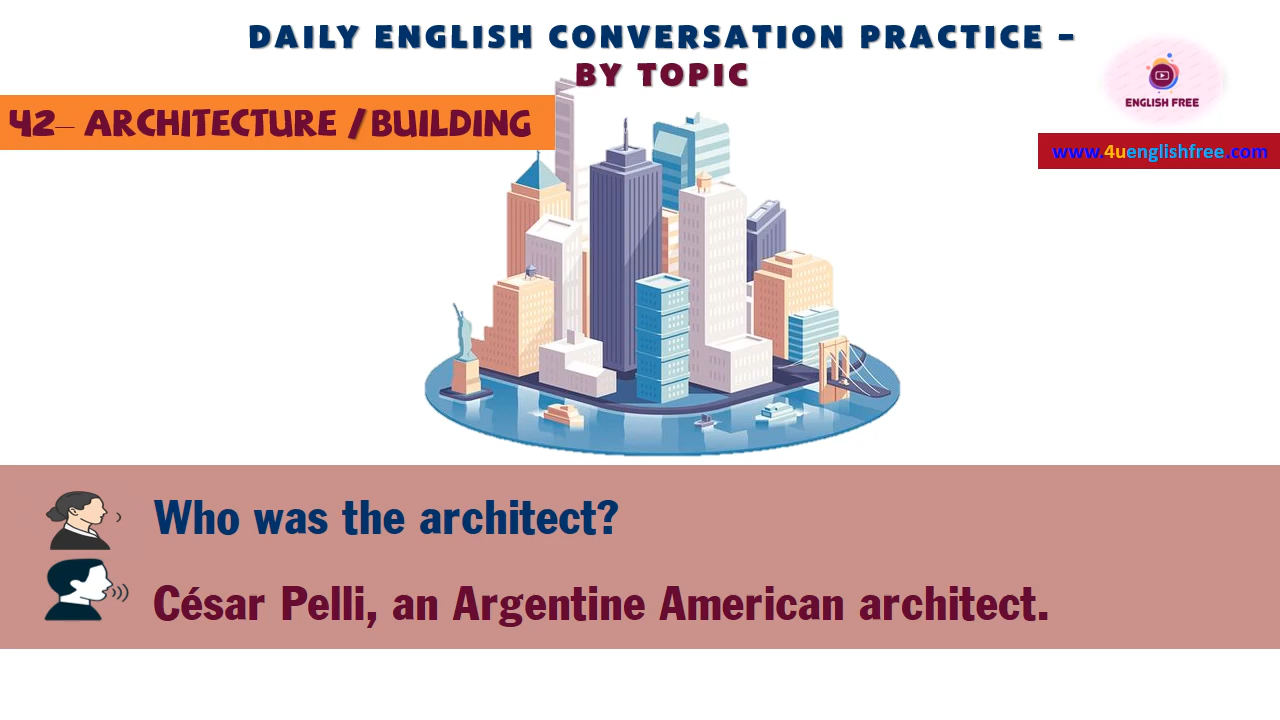 DAILY ENGLISH CONVERSATION PRACTICE –
BY TOPIC
ENGLISH FREE
42– ARCHITECTURE /BUILDING
www.4uenglishfree.com
Who was the architect?
César Pelli, an Argentine American architect.